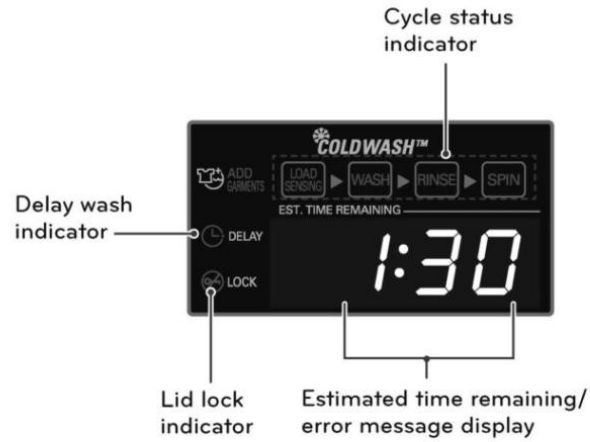 Cycle status
indicator
COLDWASH™
ADD
GARMENTS
LOAD
SENSING
WASH
RINSE
SPIN
EST. TIME REMAINING
Delay wash
indicator
DELAY
1:30
LOCK
Lid lock
indicator
Estimated time remaining/
error message display